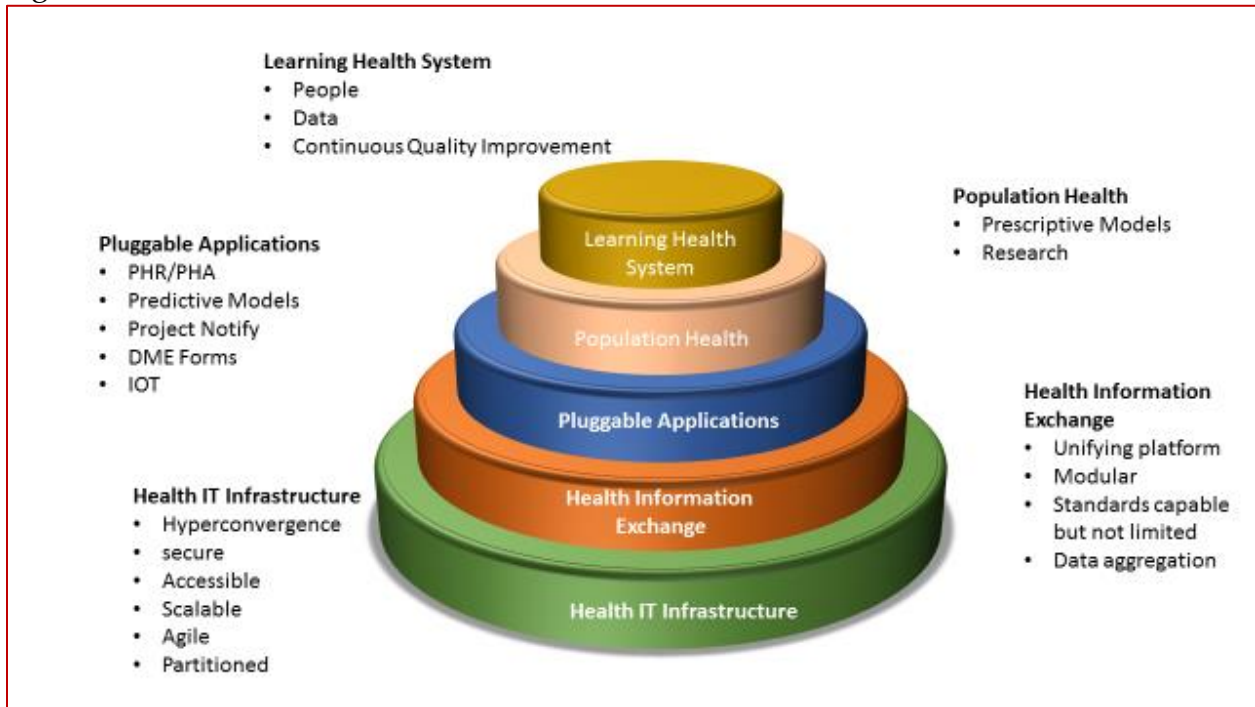 Learning Health System
• People
• Data
• Continuous Quality Improvement
Population Health
• Prescriptive Models
• Research
Pluggable Applications
• PHR/PHA
• Predictive Models
• Project Notify
• DME Forms
• IOT
Learning Health
System
Population Health
Pluggable Applications
Health Information
Exchange
Health IT Infrastructure
Health Information
Exchange
• Unifying platform
• Modular
• Standards capable
but not limited
• Data aggregation
Health IT Infrastructure
• Hyperconvergence
• secure
• Accessible
• Scalable
• Agile
• Partitioned